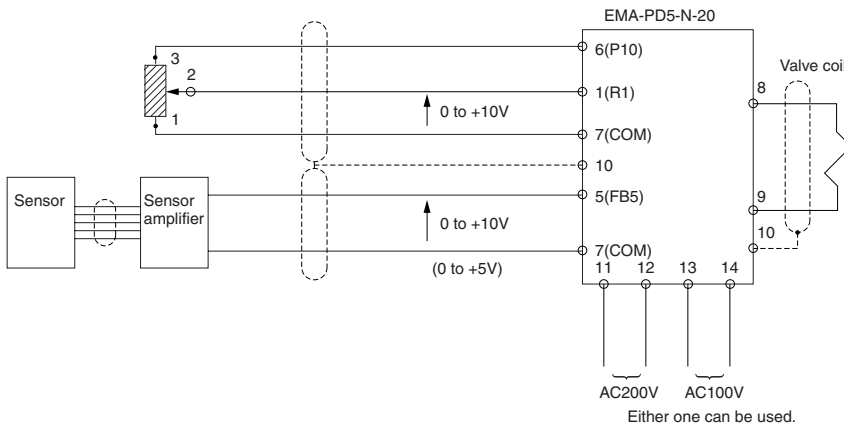 EMA-PD5-N-20
3
6(P10)
Valve coil
2
1(R1)
8
0 to +10V
1
7(COM)
10
Sensor
Sensor
amplifier
5(FB5)
9
0 to +10V
10
7(COM)
(0 to +5V)
11 12 13 14
AC200V AC100V
Either one can be used.